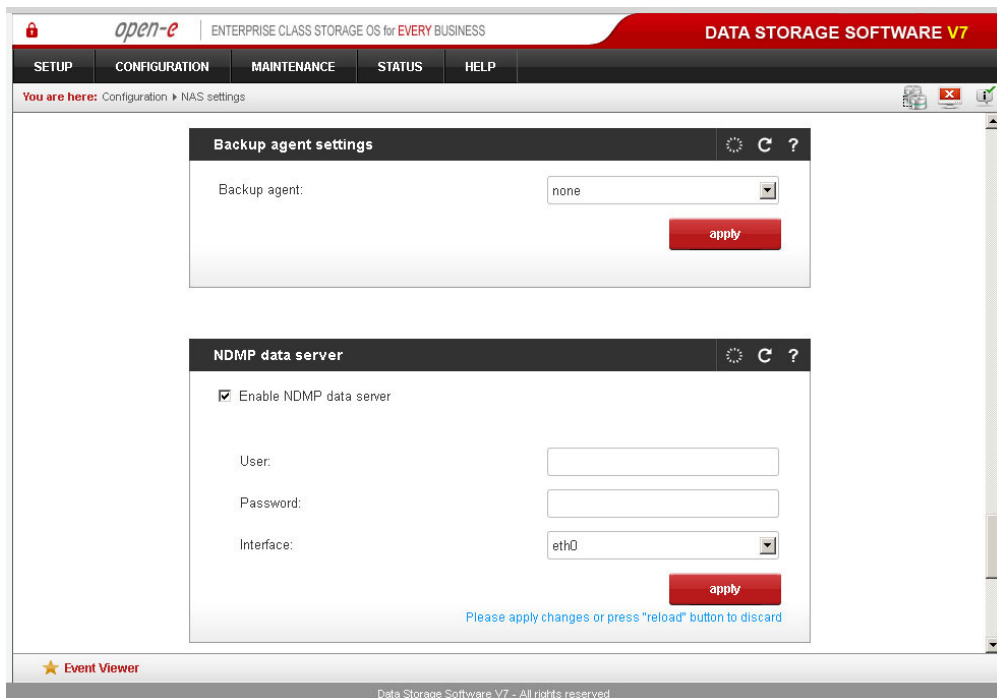 open-e ENTERPRISE CLASS STORAGE OS for EVERY BUSINESS DATA STORAGE SOFTWARE V7
SETUP CONFIGURATION MAINTENANCE STATUS HELP
You are here: Configuration NAS settings
Backup agent settings
Backup agent: none
apply
NDMP data server
Enable NDMP data server
User:
Password:
Interface: eth0
apply
Please apply changes or press "reload" button to discard
Event Viewer
Data Storage Software V7 - All rights reserved